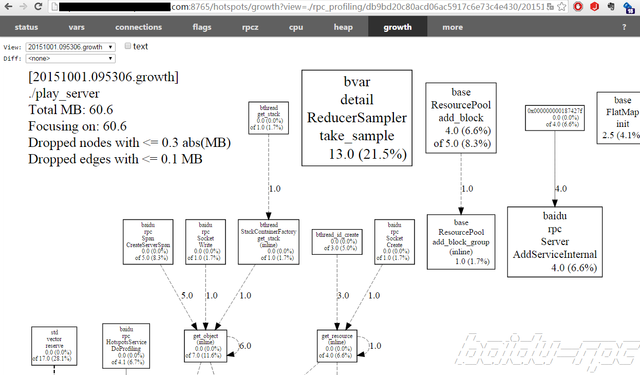 .com:8765/hotspots/growth?view=./rpc_profiling/db9bd20c80acd06ac5917c6e73c4e430/20151
status vars connections flags rpcz cpu heap growth more
View: 20151001.095306.growth text
Diff: <none>
[20151001.095306.growth]
./play_server
Total MB: 60.6
Focusing on: 60.6
Dropped nodes with <= 0.3 abs(MB)
Dropped edges with <= 0.1 MB
bthread
get_stack
0.0 (0.0%)
of 1.0 (1.7%)
bvar
detail
ReducerSampler
take_sample
13.0 (21.5%)
base
ResourcePool
add_block
4.0 (6.6%)
of 5.0 (8.3%)
0x000000000187427f
0.0 (0.0%)
of 4.0 (6.6%)
base
FlatMap
init
2.5 (4.1%
1.0
1.0
4.0
baidu
rpc
Span
CreateServerSpan
0.0 (0.0%)
of 5.0 (8.3%)
baidu
rpc
Socket
Write
0.0 (0.0%)
of 1.0 (1.7%)
bthread
StackContainerFactory
get_stack
(inline)
0.0 (0.0%)
of 1.0 (1.7%)
bthread_id_create
0.0 (0.0%)
of 3.0 (5.0%)
baidu
rpc
Socket
Create
0.0 (0.0%)
of 1.0 (1.7%)
base
ResourcePool
add_block_group
(inline)
1.0 (1.7%)
baidu
rpc
Server
AddServiceInternal
4.0 (6.6%)
5.0
1.0
1.0
3.0
1.0
std
vector
reserve
0.0 (0.0%)
of 17.0 (28.1%)
baidu
rpc
HotspotsService
DoProfiling
0.0 (0.0%)
of 4.1 (6.7%)
get_object
(inline)
0.0 (0.0%)
of 7.0 (11.6%)
6.0
get_resource
(inline)
0.0 (0.0%)
of 4.0 (6.6%)
1.0